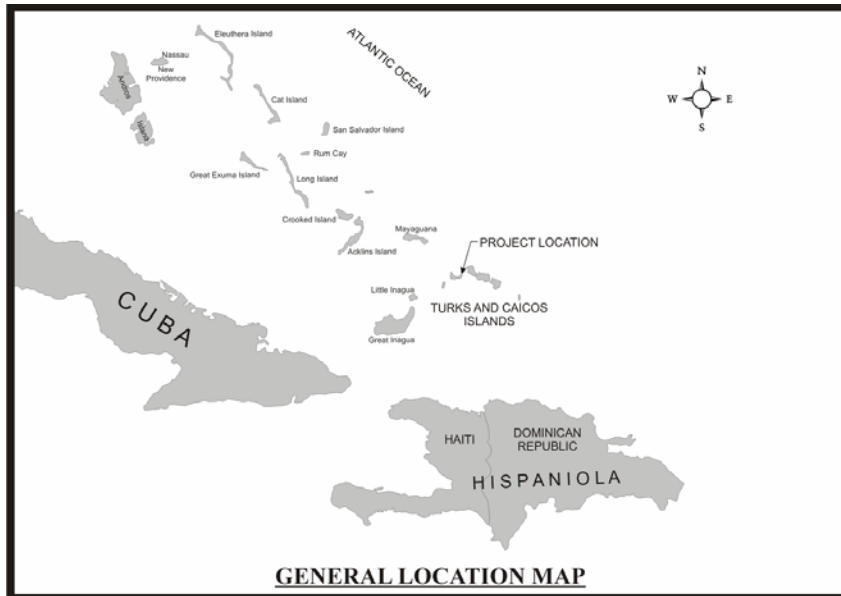 Eleuthera Island
ATLANTIC OCEAN
Nassau
New
Providence
Andros
Island
N
W E
S
Cat Island
San Salvador Island
Rum Cay
Great Exuma Island
Long Island
Crooked Island
Mayaguana
Acklins Island
PROJECT LOCATION
Little Inagua
TURKS AND CAICOS
ISLANDS
CUBA
Great Inagua
HAITI
DOMINICAN
REPUBLIC
HISPANIOLA
GENERAL LOCATION MAP